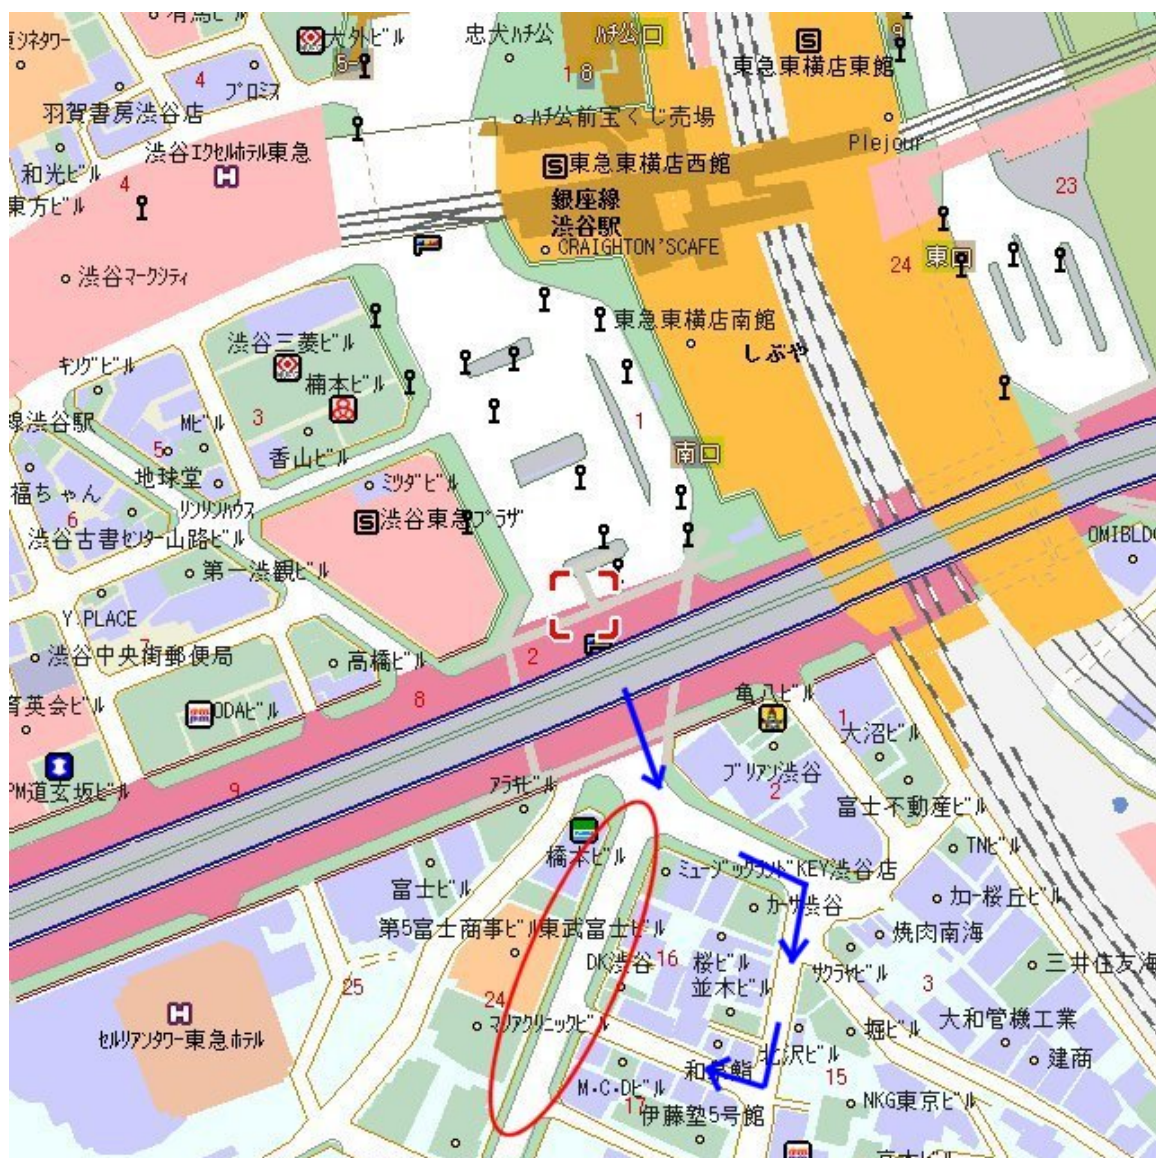 大外ビル
忠犬ハチ公
ハチ公口
9
東急東横店東館
5-
4
プロミス
1
8
羽賀書房渋谷店
ハチ公前宝くじ売場
Plejour
渋谷エクセルホテル東急
東急東横店西館
和光ビル
4
23
東方ビル
銀座線
渋谷駅
CRAIGHTON'SCAFE
東口
24
渋谷マークシティ
東急東横店南館
渋谷三菱ビル
しぶや
キングビル
楠本ビル
線渋谷駅
Mビル
3
1
5
南口
香山ビル
地球堂
ミツダビル
福ちゃん
リンリンハウス
6
渋谷東急プラザ
渋谷古書センター山路ビル
OMIBLDG
第一渋観ビル
Y.PLACE
7
渋谷中央街郵便局
高橋ビル
2
8
亀八ビル
育英会ビル
ODAビル
1
大沼ビル
PM道玄坂ビル
9
アラキビル
ブリアン渋谷
2
富士不動産ビル
橋本ビル
TNビル
ミュージックランドKEY渋谷店
富士ビル
カーサ渋谷
加一桜丘ビル
第5富士商事ビル
東武富士ビル
焼肉南海
DK渋谷
16
桜ビル
サクラヤビル
三井住友海
25
並木ビル
3
24
大和管機工業
マリアクリニックビル
堀ビル
セルリアンタワー東急ホテル
北沢ビル
建商
M・C・Dビル
15
17
伊藤塾5号館
NKG東京ビル